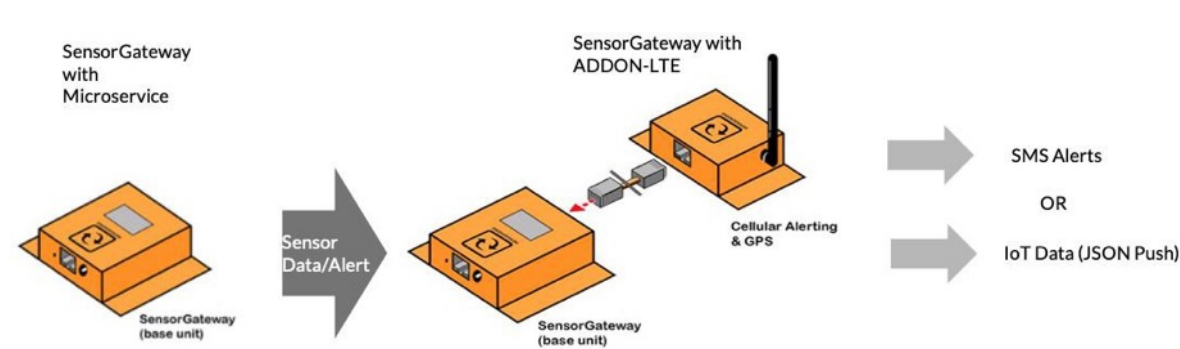 SensorGateway
with
Microservice
SensorGateway
(base unit)
Sensor
Data/Alert
SensorGateway with
ADDON-LTE
Cellular Alerting
& GPS
SensorGateway
(base unit)
SMS Alerts
OR
IoT Data (JSON Push)